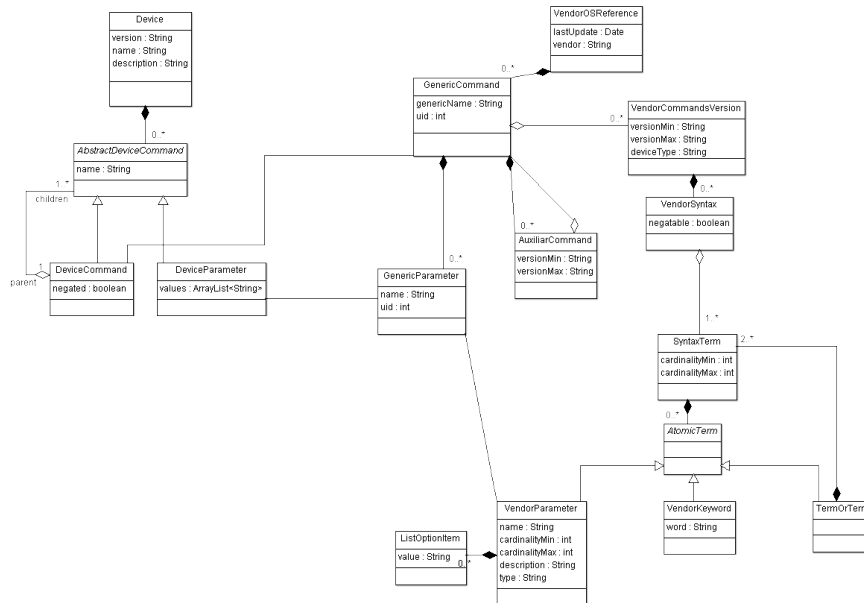 Device
version : String
name : String
description : String
0..*
AbstractDeviceCommand
name : String
1..*
children
1
parent
DeviceCommand
negated : boolean
DeviceParameter
values : ArrayList<String>
VendorOSReference
lastUpdate : Date
vendor : String
0..*
GenericCommand
genericName : String
uid : int
0..*
VendorCommandsVersion
versionMin : String
versionMax : String
deviceType : String
0..*
VendorSyntax
negatable : boolean
0..*
AuxiliarCommand
versionMin : String
versionMax : String
0..*
GenericParameter
name : String
uid : int
1..*
SyntaxTerm
cardinalityMin : int
cardinalityMax : int
2..*
0..*
AtomicTerm
VendorParameter
name : String
cardinalityMin : int
cardinalityMax : int
description : String
type : String
VendorKeyword
word : String
TermOrTerm
ListOptionItem
value : String
0..*